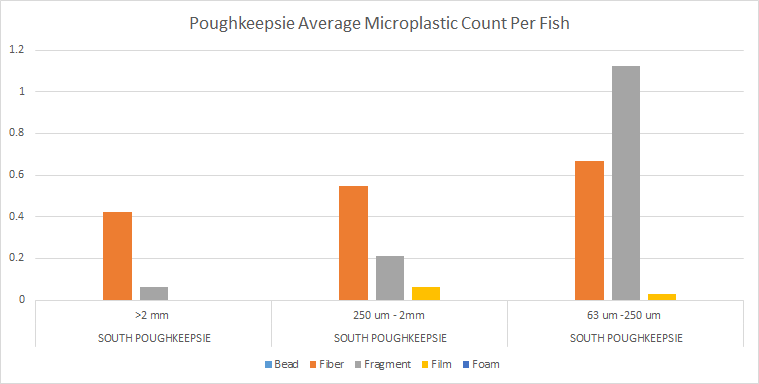 Poughkeepsie Average Microplastic Count Per Fish
1.2
1
0.8
0.6
0.4
0.2
0
>2 mm
250 um - 2mm
63 um -250 um
SOUTH POUGHKEEPSIE
SOUTH POUGHKEEPSIE
SOUTH POUGHKEEPSIE
Bead Fiber Fragment Film Foam